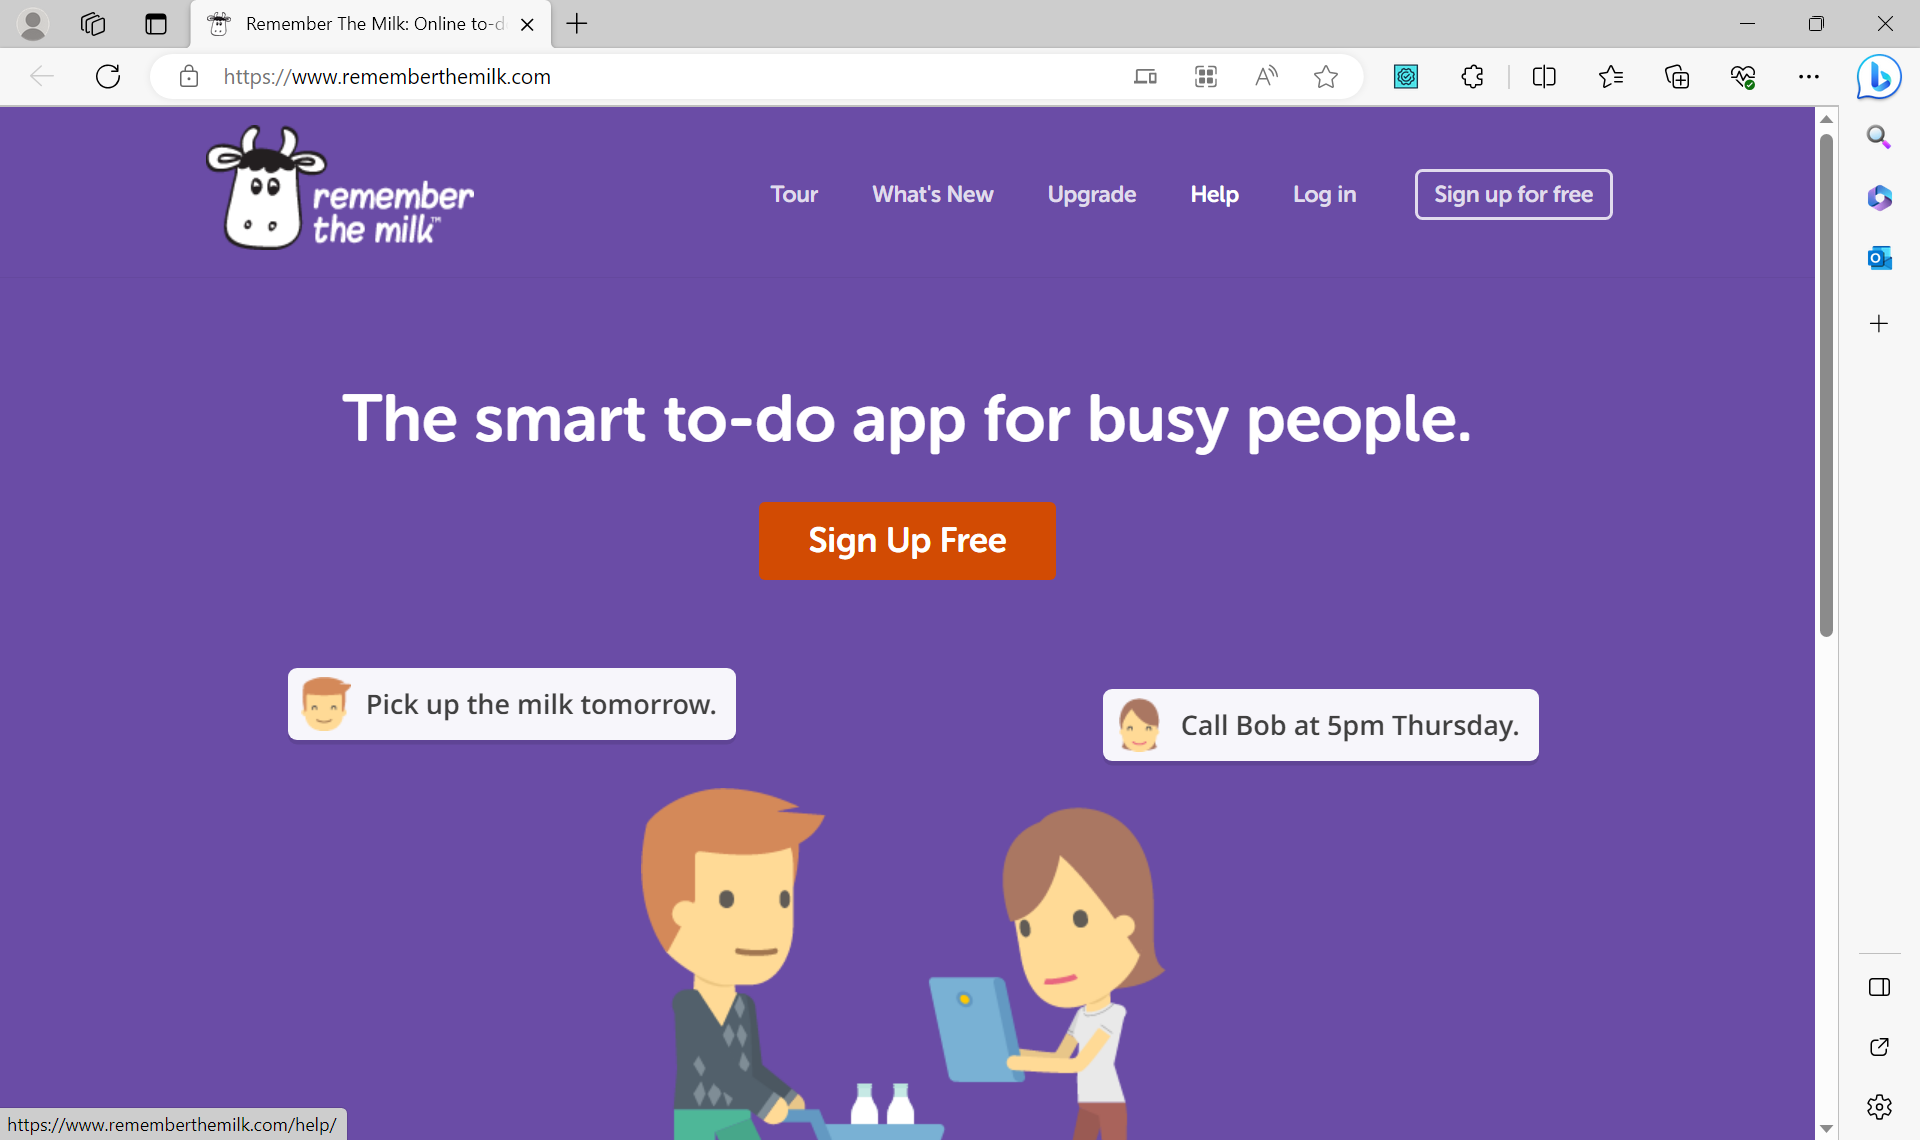 Remember The Milk: Online to-d
https://www.rememberthemilk.com
remember
the milk™
Tour What's New Upgrade Help Log in Sign up for free
The smart to-do app for busy people.
Sign Up Free
Pick up the milk tomorrow.
Call Bob at 5pm Thursday.
https://www.rememberthemilk.com/help/